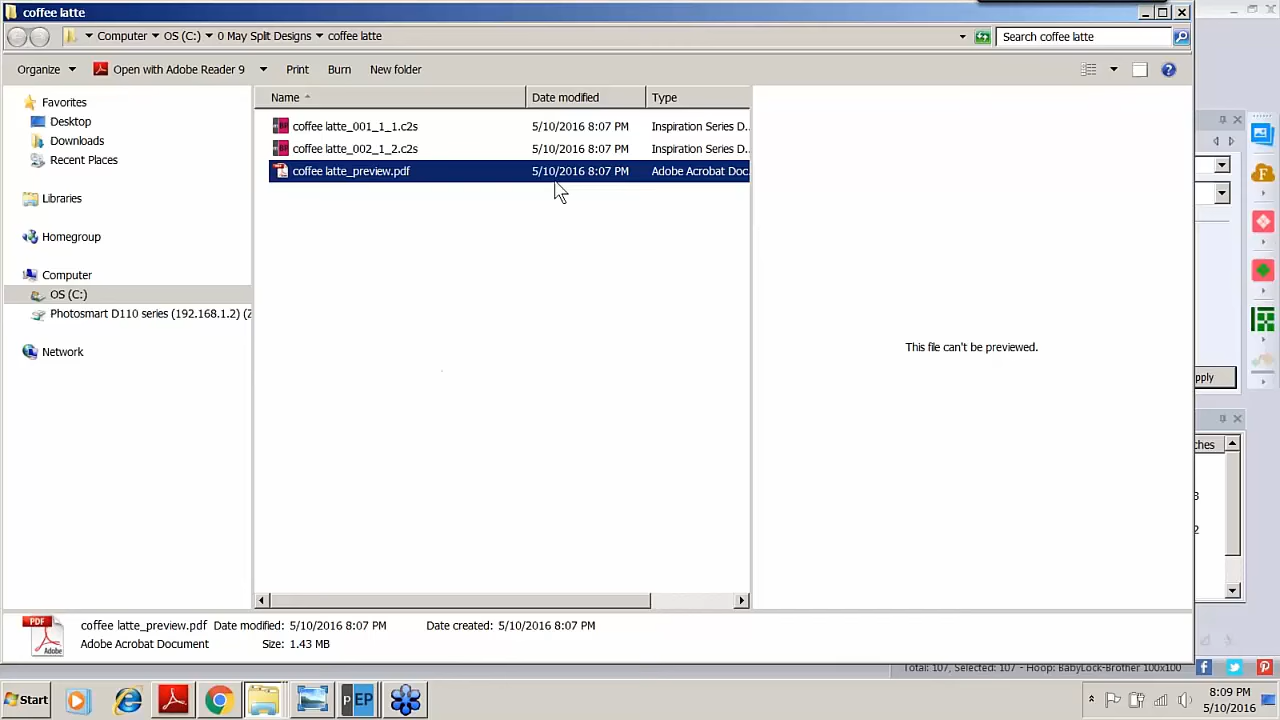 coffee latte
Computer OS (C:) 0 May Split Designs coffee latte
Search coffee latte
Organize Open with Adobe Reader 9 Print Burn New folder
Favorites
Desktop
Downloads
Recent Places
Libraries
Homegroup
Computer
OS (C:)
Photosmart D110 series (192.168.1.2) (Z
Network
Name Date modified Type
coffee latte_001_1_1.c2s 5/10/2016 8:07 PM Inspiration Series D..
coffee latte_002_1_2.c2s 5/10/2016 8:07 PM Inspiration Series D..
coffee latte_preview.pdf 5/10/2016 8:07 PM Adobe Acrobat Doc
This file can't be previewed.
pply
ches
3
2
PDF
coffee latte_preview.pdf Date modified: 5/10/2016 8:07 PM Date created: 5/10/2016 8:07 PM
Adobe Acrobat Document Size: 1.43 MB
Total: 107, Selected: 107 - Hoop: BabyLock-Brother 100x100
Start
pEP
8:09 PM
5/10/2016